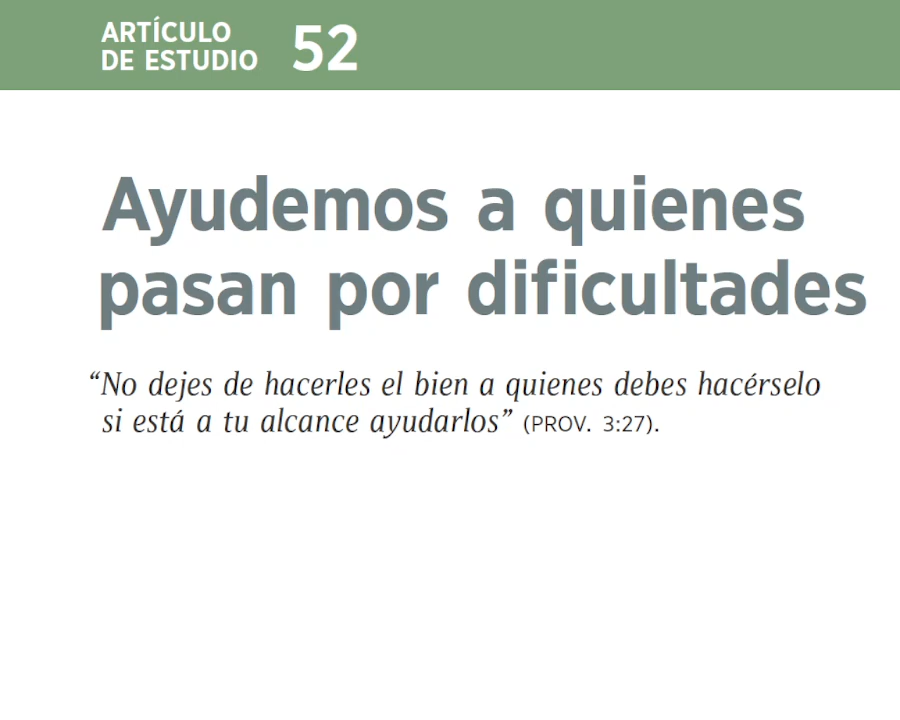 ARTÍCULO
DE ESTUDIO 52
Ayudemos a quienes
pasan por dificultades
“No dejes de hacerles el bien a quienes debes hacérselo
si está a tu alcance ayudarlos” (PROV. 3:27).